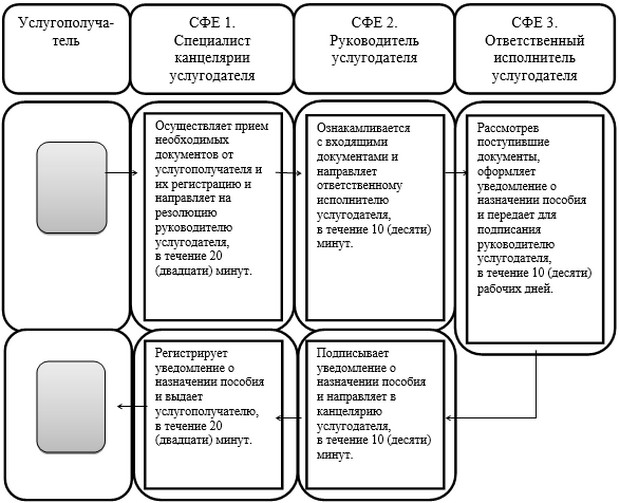 Услугополуча-
тель
СФЕ 1.
Специалист
канцелярии
услугодателя
СФЕ 2.
Руководитель
услугодателя
СФЕ 3.
Ответственный
исполнитель
услугодателя
Осуществляет прием
необходимых
документов от
услугополучателя и
их регистрацию и
направляет на
резолюцию
руководителю
услугодателя,
в течение 20
(двадцати) минут.
Ознакамливается
с входящими
документами и
направляет
ответственному
исполнителю
услугодателя,
в течение 10 (десяти)
минут.
Рассмотрев
поступившие
документы,
оформляет
уведомление о
назначении пособия
и передает для
подписания
руководителю
услугодателя,
в течение 10 (десяти)
рабочих дней.
Регистрирует
уведомление о
назначении пособия
и выдает
услугополучателю,
в течение 20
(двадцати) минут.
Подписывает
уведомление о
назначении пособия
и направляет в
канцелярию
услугодателя,
в течение 10 (десяти)
минут.